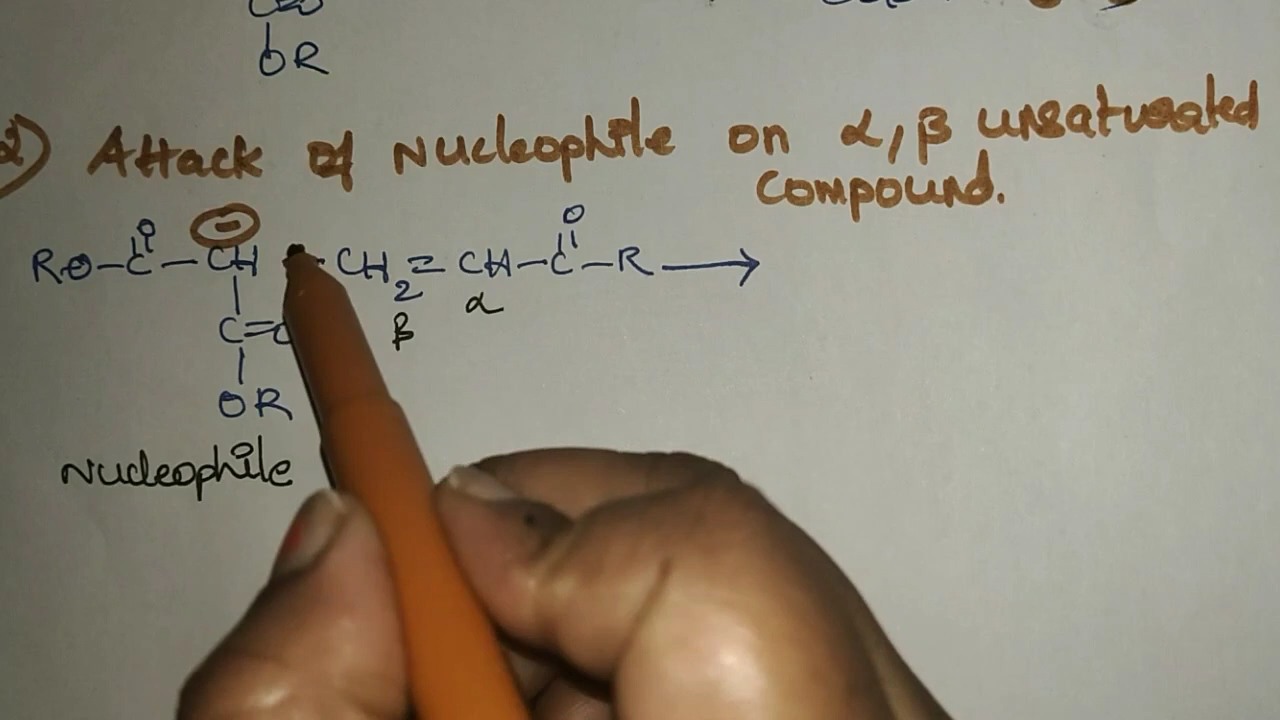 OR
2) Attack of Nucleophile on α, β unsaturated
compound.
O O
RO-C-CH CH2=CH-C-R
β α
C=
OR
Nucleophile